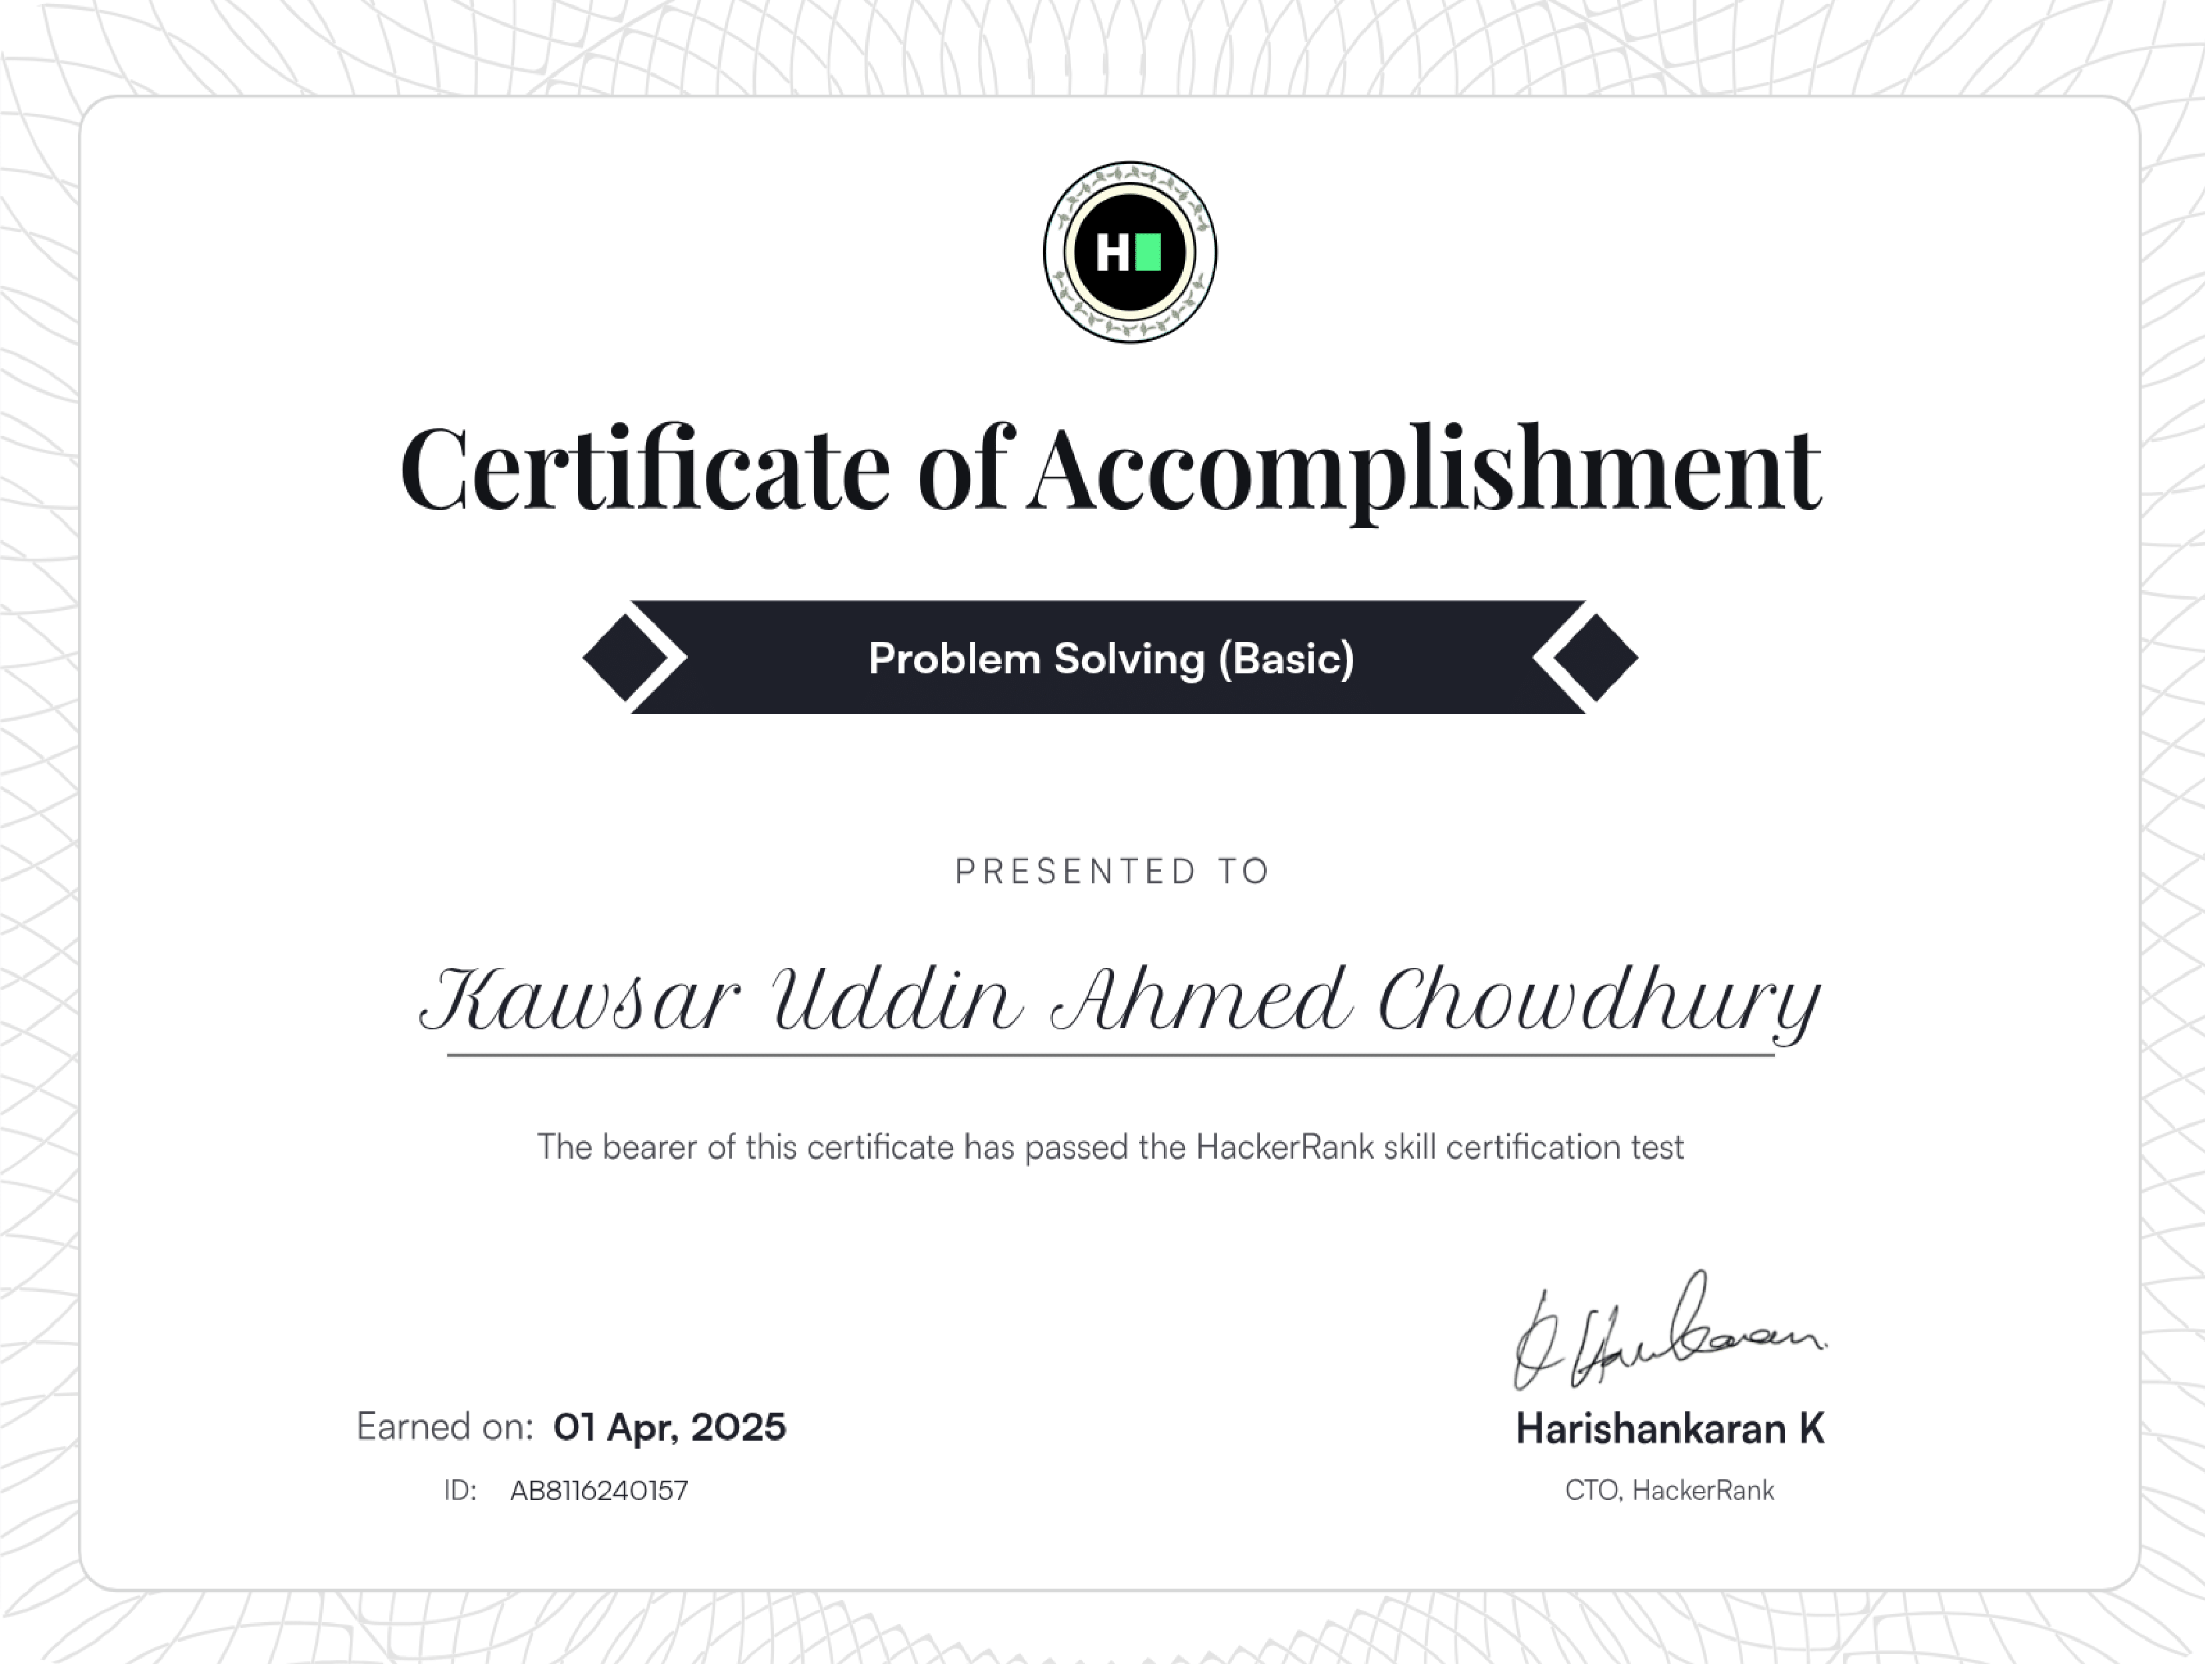 H
Certificate of Accomplishment
Problem Solving (Basic)
PRESENTED TO
Kawsar Uddin Ahmed Chowdhury
The bearer of this certificate has passed the HackerRank skill certification test
Earned on: 01 Apr, 2025
ID: AB8116240157
Harishankaran K
CTO, HackerRank